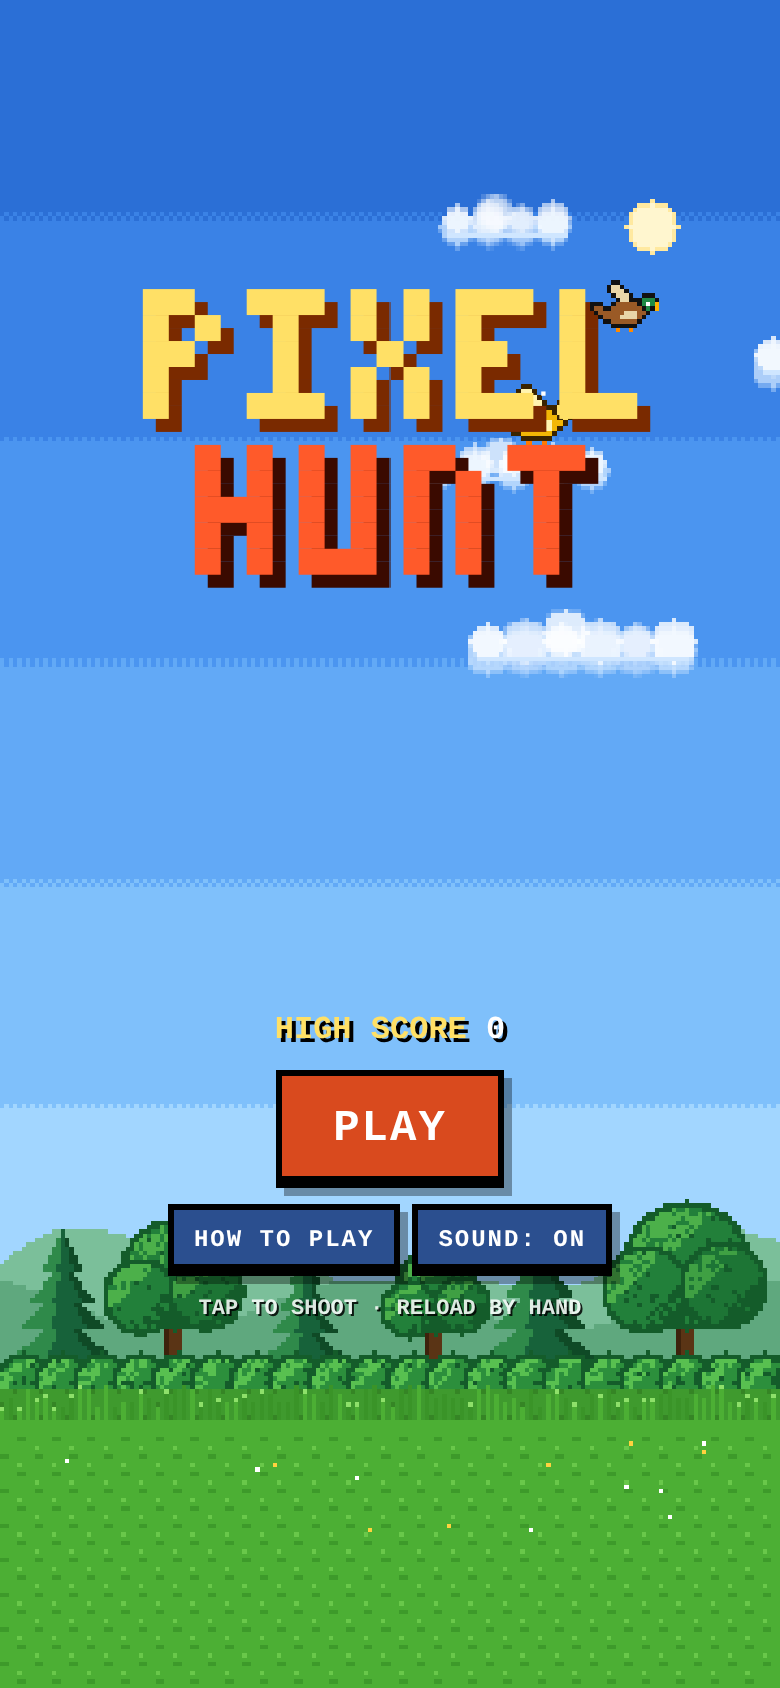 PIXEL
HUNT
HIGH SCORE 0
PLAY
HOW TO PLAY
SOUND: ON
TAP TO SHOOT · RELOAD BY HAND